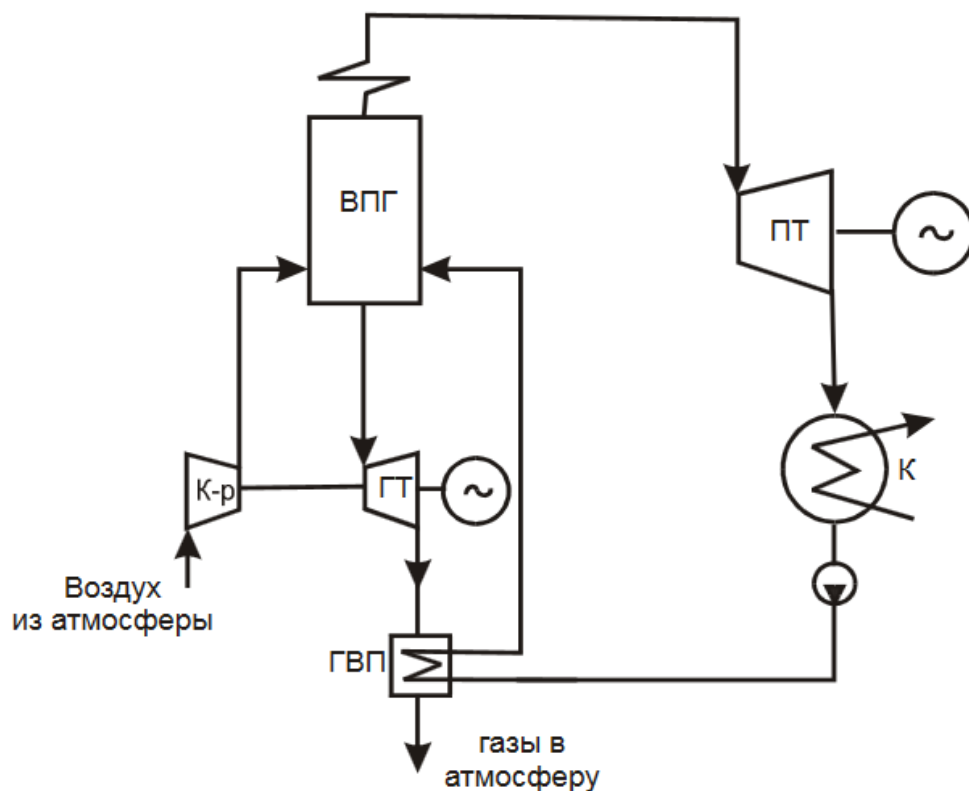 ВПГ
ПТ
~
К-р
ГТ
~
К
Воздух
из атмосферы
ГВП
газы в
атмосферу